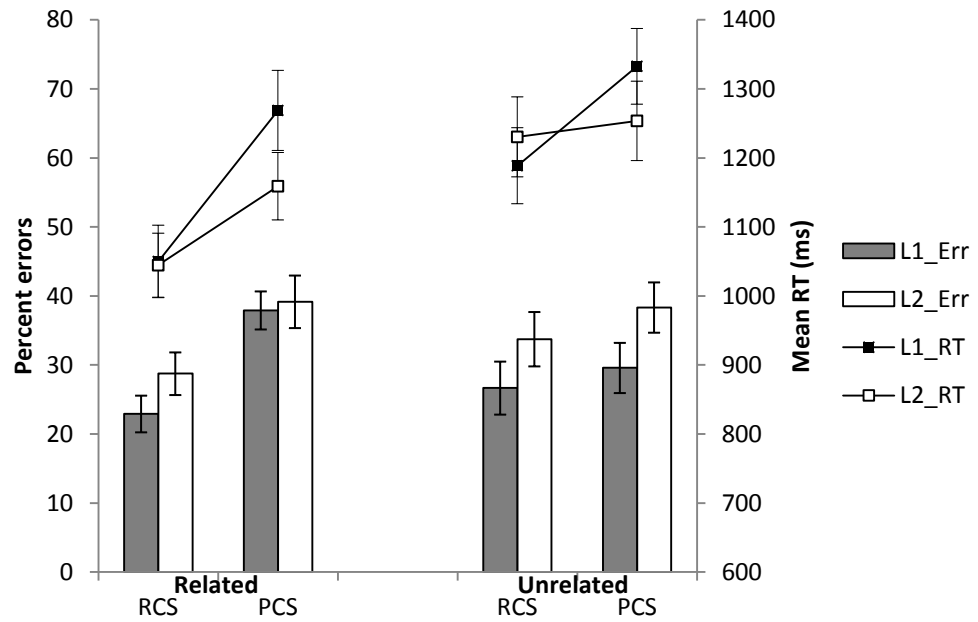 80
70
60
50
40
30
20
10
0
Percent errors
1400
1300
1200
1100
1000
900
800
700
600
Mean RT (ms)
L1_Err
L2_Err
L1_RT
L2_RT
Related
Unrelated
RCS PCS RCS PCS